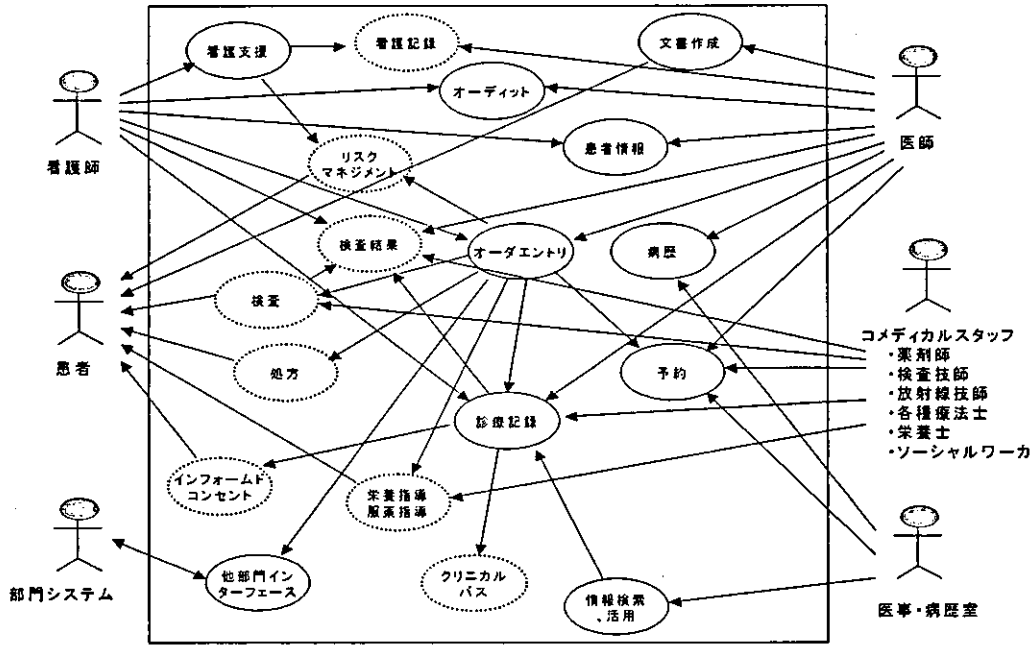 看護支援
看護記録
文書作成
オーディット
看護師
医師
患者情報
リスク
マネジメント
検査結果
オーダエントリ
病歴
検査
患者
コメディカルスタッフ
・薬剤師
・検査技師
・放射線技師
・各種療法士
・栄養士
・ソーシャルワーカ
処方
予約
診療記録
インフォームド
コンセント
栄養指導
服薬指導
部門システム
他部門イン
ターフェース
クリニカル
パス
情報検索
、活用
医事・病歴室